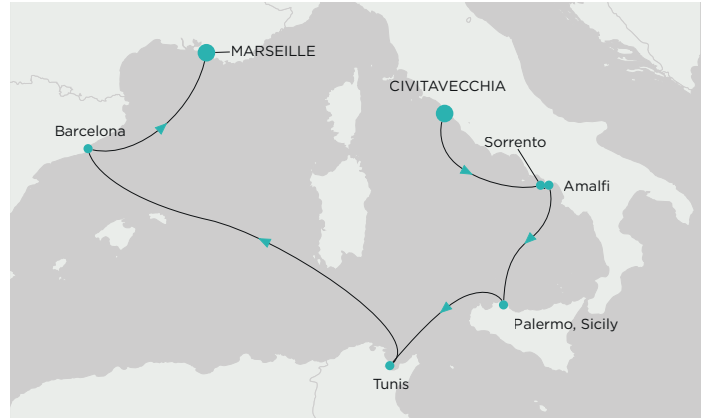 MARSEILLE
CIVITAVECCHIA
Barcelona
Sorrento
Amalfi
Palermo, Sicily
Tunis